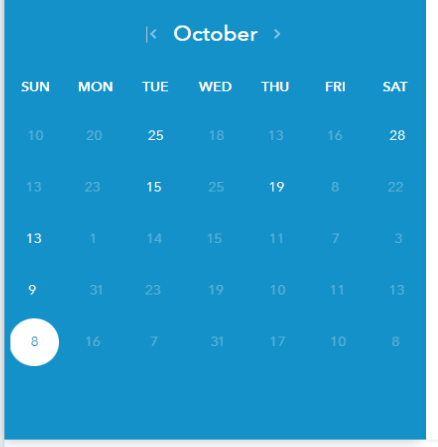 |‹ October ›
SUN MON TUE WED THU FRI SAT
10 20 25 18 13 16 28
13 23 15 25 19 8 22
13 1 14 15 11 7 3
9 31 23 19 10 11 13
8 16 7 31 17 10 8